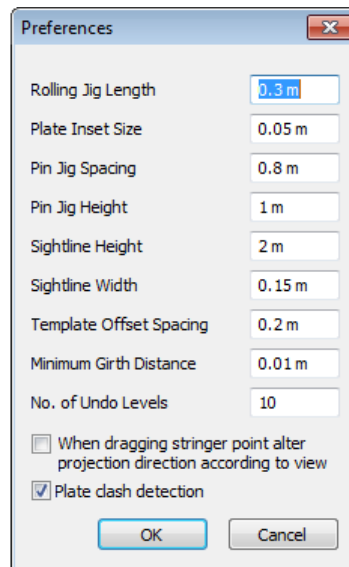 Preferences
Rolling Jig Length 0.3 m
Plate Inset Size 0.05 m
Pin Jig Spacing 0.8 m
Pin Jig Height 1 m
Sightline Height 2 m
Sightline Width 0.15 m
Template Offset Spacing 0.2 m
Minimum Girth Distance 0.01 m
No. of Undo Levels 10
When dragging stringer point alter
projection direction according to view
Plate clash detection
OK Cancel